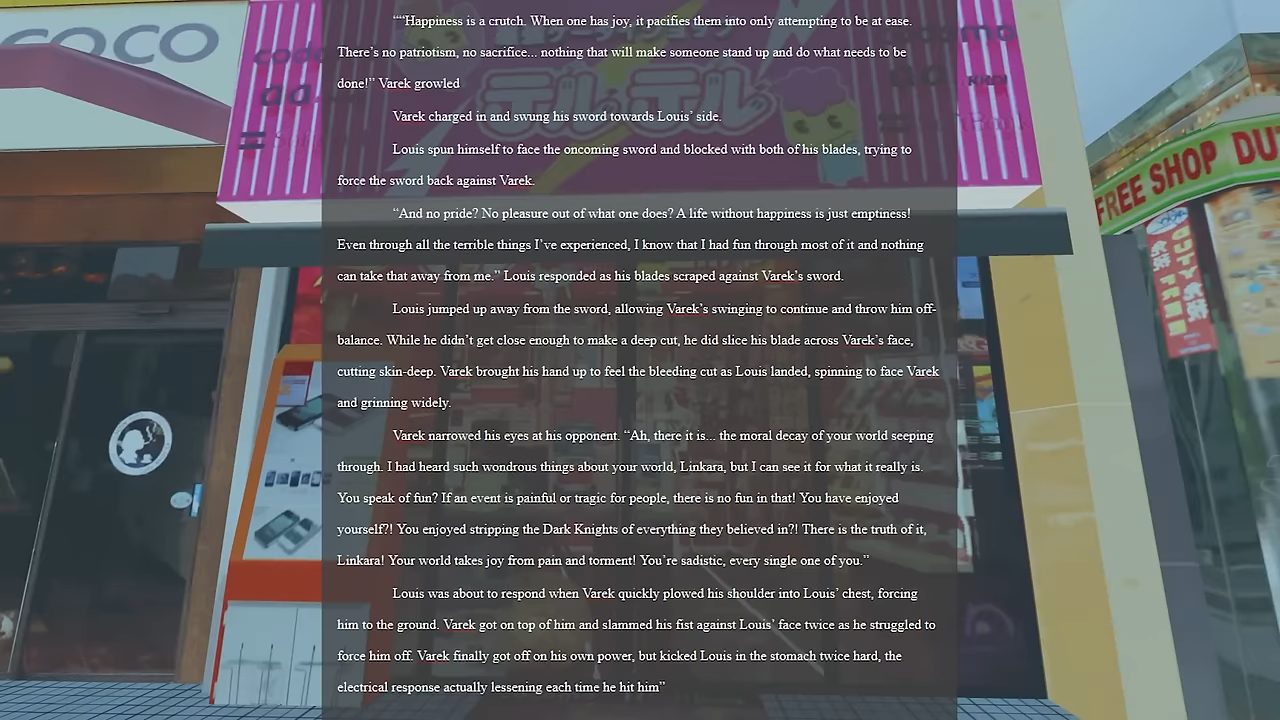 ““Happiness is a crutch. When one has joy, it pacifies them into only attempting to be at ease.
There’s no patriotism, no sacrifice... nothing that will make someone stand up and do what needs to be
done!” Varek growled
Varek charged in and swung his sword towards Louis’ side.
Louis spun himself to face the oncoming sword and blocked with both of his blades, trying to
force the sword back against Varek.
“And no pride? No pleasure out of what one does? A life without happiness is just emptiness!
Even through all the terrible things I’ve experienced, I know that I had fun through most of it and nothing
can take that away from me.” Louis responded as his blades scraped against Varek’s sword.
Louis jumped up away from the sword, allowing Varek’s swinging to continue and throw him off-
balance. While he didn’t get close enough to make a deep cut, he did slice his blade across Varek’s face,
cutting skin-deep. Varek brought his hand up to feel the bleeding cut as Louis landed, spinning to face Varek
and grinning widely.
Varek narrowed his eyes at his opponent. “Ah, there it is... the moral decay of your world seeping
through. I had heard such wondrous things about your world, Linkara, but I can see it for what it really is.
You speak of fun? If an event is painful or tragic for people, there is no fun in that! You have enjoyed
yourself?! You enjoyed stripping the Dark Knights of everything they believed in?! There is the truth of it,
Linkara! Your world takes joy from pain and torment! You’re sadistic, every single one of you.”
Louis was about to respond when Varek quickly plowed his shoulder into Louis’ chest, forcing
him to the ground. Varek got on top of him and slammed his fist against Louis’ face twice as he struggled to
force him off. Varek finally got off on his own power, but kicked Louis in the stomach twice hard, the
electrical response actually lessening each time he hit him”
COCO
テルテル
FREE SHOP DU
DUTY FREE
免税